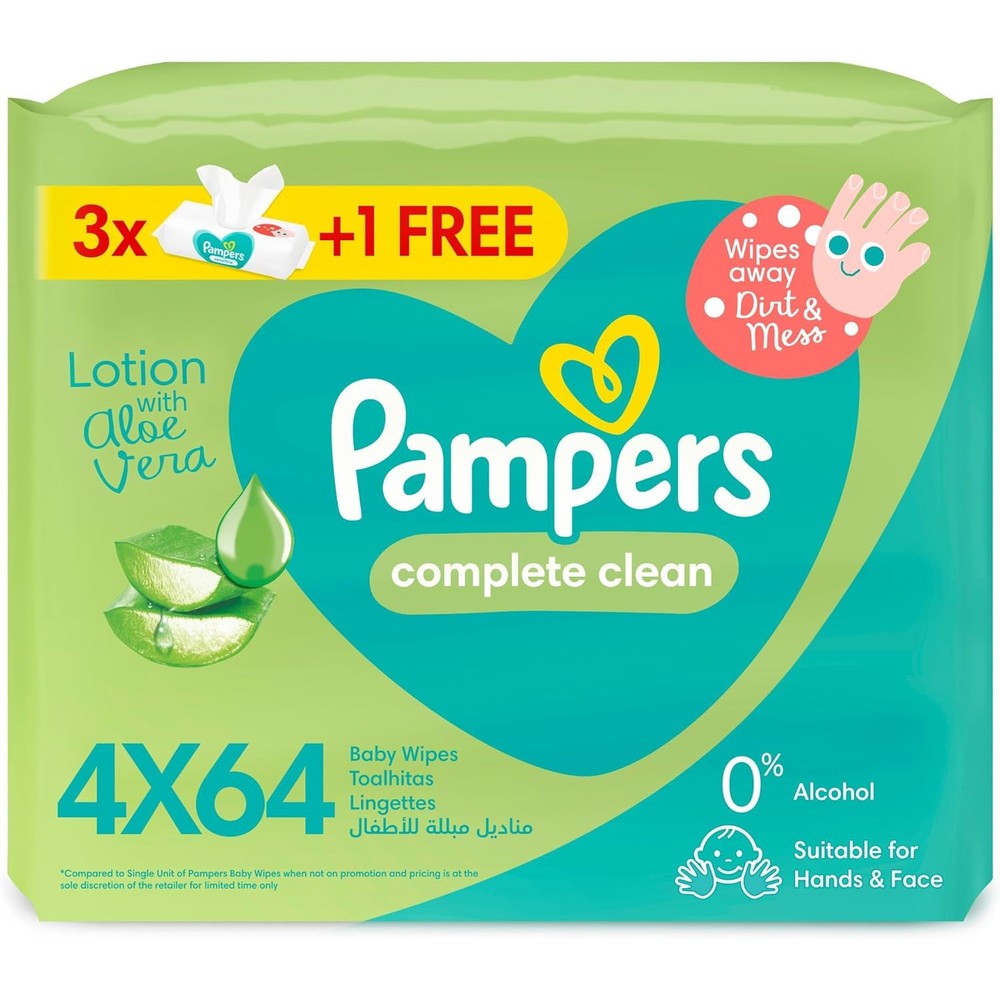 3x
Pampers
+1 FREE
Wipes
away
Dirt &
Mess
Lotion
with
Aloe
Vera
Pampers
complete clean
4X64
Baby Wipes
Toalhitas
Lingettes
مناديل مبللة للأطفال
0% Alcohol
Suitable for
Hands & Face
*Compared to Single Unit of Pampers Baby Wipes when not on promotion and pricing is at the
sole discretion of the retailer for limited time only